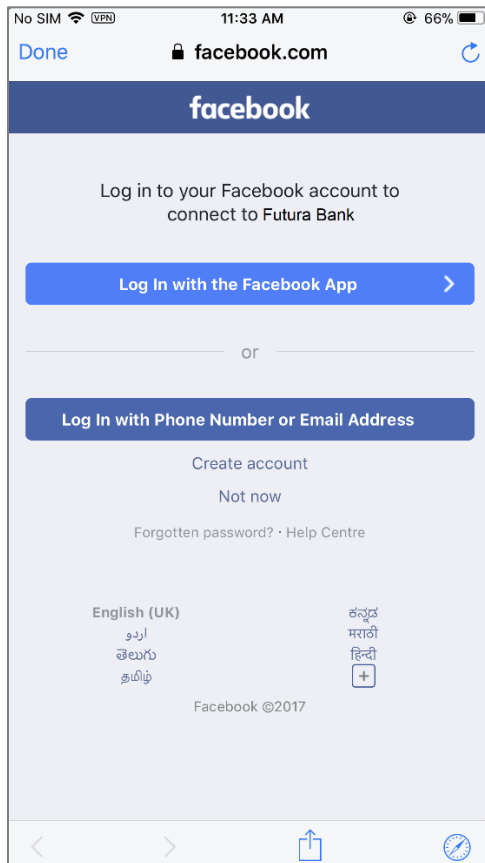 No SIM VPN 11:33 AM 66%
Done facebook.com
facebook
Log in to your Facebook account to
connect to Futura Bank
Log In with the Facebook App
or
Log In with Phone Number or Email Address
Create account
Not now
Forgotten password? · Help Centre
English (UK) ಕನ್ನಡ
اردو मराठी
తెలుగు हिन्दी
தமிழ் +
Facebook ©2017